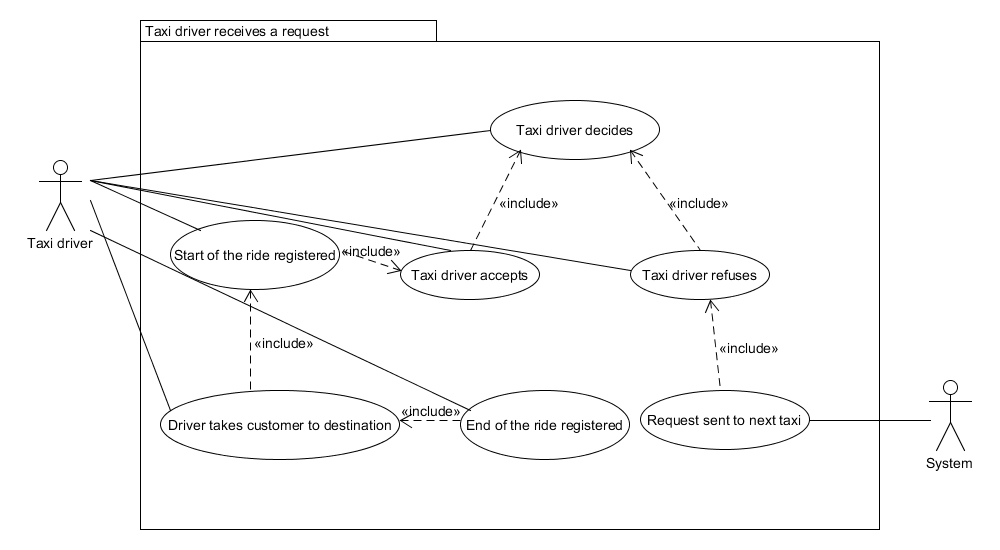 Taxi driver receives a request
Taxi driver decides
«include»
«include»
Taxi driver
Start of the ride registered
«include»
Taxi driver accepts
Taxi driver refuses
«include»
«include»
Driver takes customer to destination
«include»
End of the ride registered
Request sent to next taxi
System